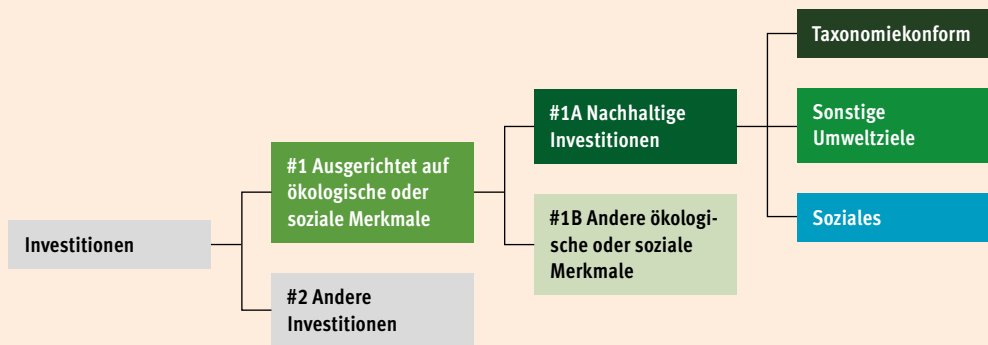 Investitionen
#1 Ausgerichtet auf
ökologische oder
soziale Merkmale
#2 Andere
Investitionen
#1A Nachhaltige
Investitionen
#1B Andere ökologi-
sche oder soziale
Merkmale
Taxonomiekonform
Sonstige
Umweltziele
Soziales